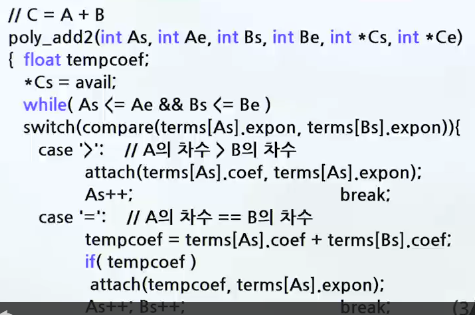 // C = A + B
poly_add2(int As, int Ae, int Bs, int Be, int *Cs, int *Ce)
{ float tempcoef;
*Cs = avail;
while( As <= Ae && Bs <= Be )
switch(compare(terms[As].expon, terms[Bs].expon)){
case '>': // A의 차수 > B의 차수
attach(terms[As].coef, terms[As].expon);
As++; break;
case '=': // A의 차수 == B의 차수
tempcoef = terms[As].coef + terms[Bs].coef;
if( tempcoef )
attach(tempcoef, terms[As].expon);
As++; Bs++; break;